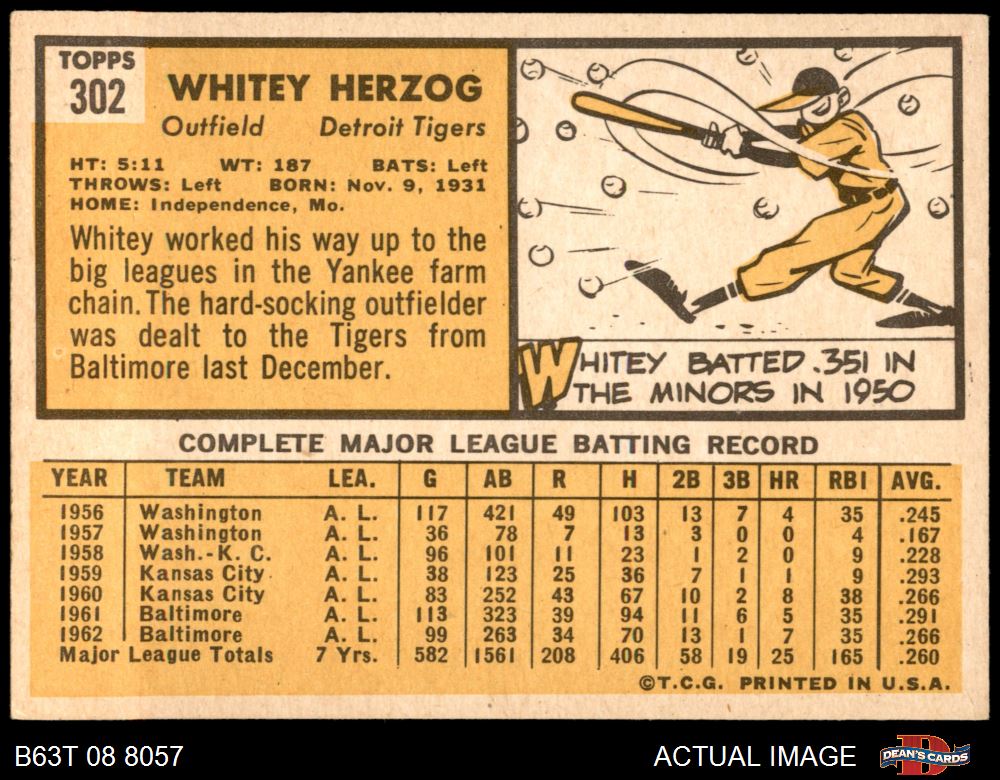 TOPPS
302
WHITEY HERZOG
Outfield Detroit Tigers
HT: 5:11 WT: 187 BATS: Left
THROWS: Left BORN: Nov. 9, 1931
HOME: Independence, Mo.
Whitey worked his way up to the
big leagues in the Yankee farm
chain. The hard-socking outfielder
was dealt to the Tigers from
Baltimore last December.
WHITEY BATTED .351 IN
THE MINORS IN 1950
COMPLETE MAJOR LEAGUE BATTING RECORD
YEAR TEAM LEA. G AB R H 2B 3B HR RBI AVG.
1956 Washington A. L. 117 421 49 103 13 7 4 35 .245
1957 Washington A. L. 36 78 7 13 3 0 0 4 .167
1958 Wash.-K. C. A. L. 96 101 11 23 1 2 0 9 .228
1959 Kansas City A. L. 38 123 25 36 7 1 1 9 .293
1960 Kansas City A. L. 83 252 43 67 10 2 8 38 .266
1961 Baltimore A. L. 113 323 39 94 11 6 5 35 .291
1962 Baltimore A. L. 99 263 34 70 13 1 7 35 .266
Major League Totals 7 Yrs. 582 1561 208 406 58 19 25 165 .260
©T.C.G. PRINTED IN U.S.A.
B63T 08 8057 ACTUAL IMAGE DEAN'S CARDS